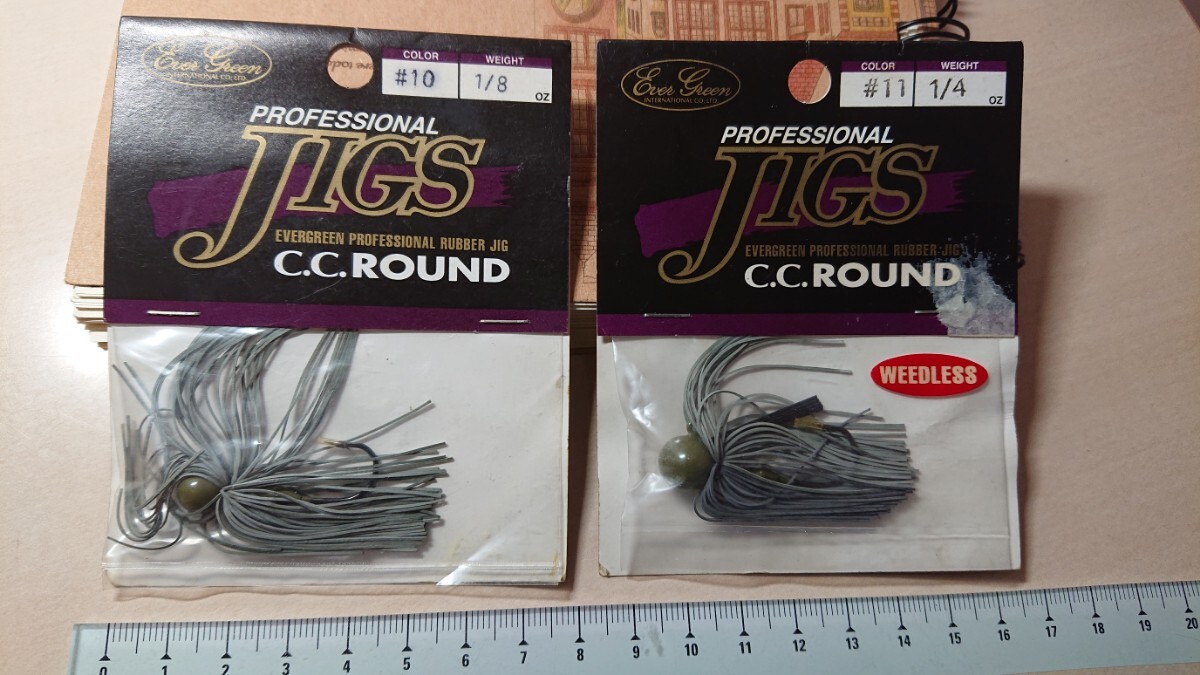 Ever Green
INTERNATIONAL CO., LTD.
COLOR
WEIGHT
#10
1/8
OZ
PROFESSIONAL
JIGS
EVERGREEN PROFESSIONAL RUBBER JIG
C.C.ROUND
Ever Green
INTERNATIONAL CO., LTD.
COLOR
WEIGHT
#11
1/4
OZ
PROFESSIONAL
JIGS
EVERGREEN PROFESSIONAL RUBBER JIG
C.C.ROUND
WEEDLESS
0 1 2 3 4 5 6 7 8 9 10 11 12 13 14 15 16 17 18 19 20